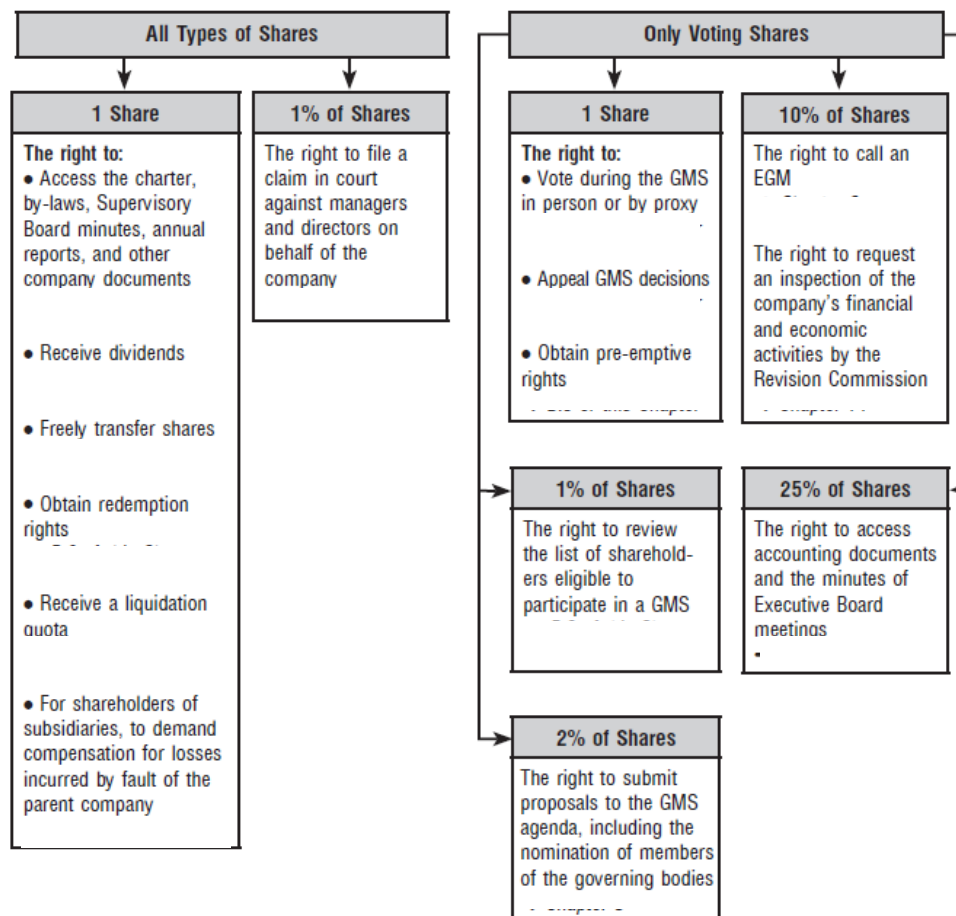 All Types of Shares
1 Share
The right to:
• Access the charter,
by-laws, Supervisory
Board minutes, annual
reports, and other
company documents
• Receive dividends
• Freely transfer shares
• Obtain redemption
rights
• Receive a liquidation
quota
• For shareholders of
subsidiaries, to demand
compensation for losses
incurred by fault of the
parent company
1% of Shares
The right to file a
claim in court
against managers
and directors on
behalf of the
company
Only Voting Shares
1 Share
The right to:
• Vote during the GMS
in person or by proxy
• Appeal GMS decisions
• Obtain pre-emptive
rights
10% of Shares
The right to call an
EGM
The right to request
an inspection of the
company's financial
and economic
activities by the
Revision Commission
1% of Shares
The right to review
the list of sharehold-
ers eligible to
participate in a GMS
25% of Shares
The right to access
accounting documents
and the minutes of
Executive Board
meetings
2% of Shares
The right to submit
proposals to the GMS
agenda, including the
nomination of members
of the governing bodies